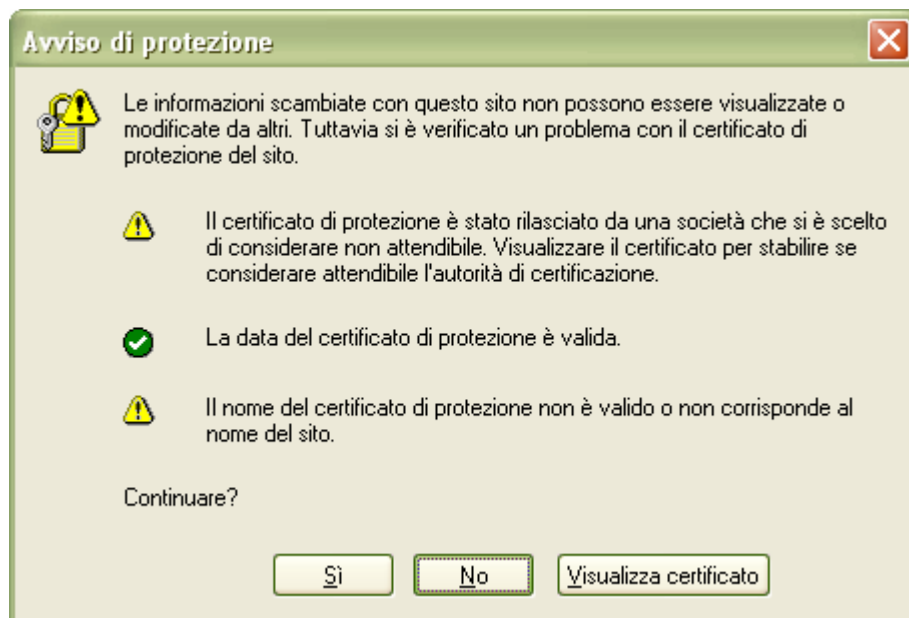 Avviso di protezione
Le informazioni scambiate con questo sito non possono essere visualizzate o
modificate da altri. Tuttavia si è verificato un problema con il certificato di
protezione del sito.
Il certificato di protezione è stato rilasciato da una società che si è scelto
di considerare non attendibile. Visualizzare il certificato per stabilire se
considerare attendibile l'autorità di certificazione.
La data del certificato di protezione è valida.
Il nome del certificato di protezione non è valido o non corrisponde al
nome del sito.
Continuare?
Sì No Visualizza certificato